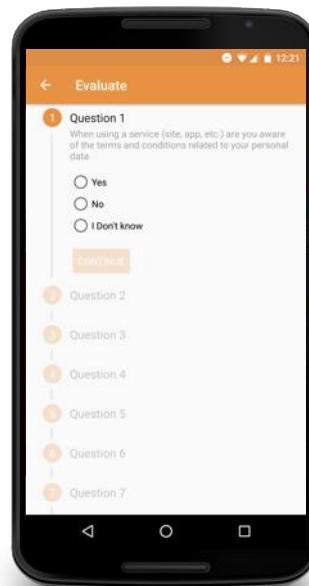 12:21
Evaluate
1 Question 1
When using a service (site, app, etc.) are you aware
of the terms and conditions related to your personal
data
Yes
No
I Don't know
CONTINUE
2 Question 2
3 Question 3
4 Question 4
5 Question 5
6 Question 6
7 Question 7